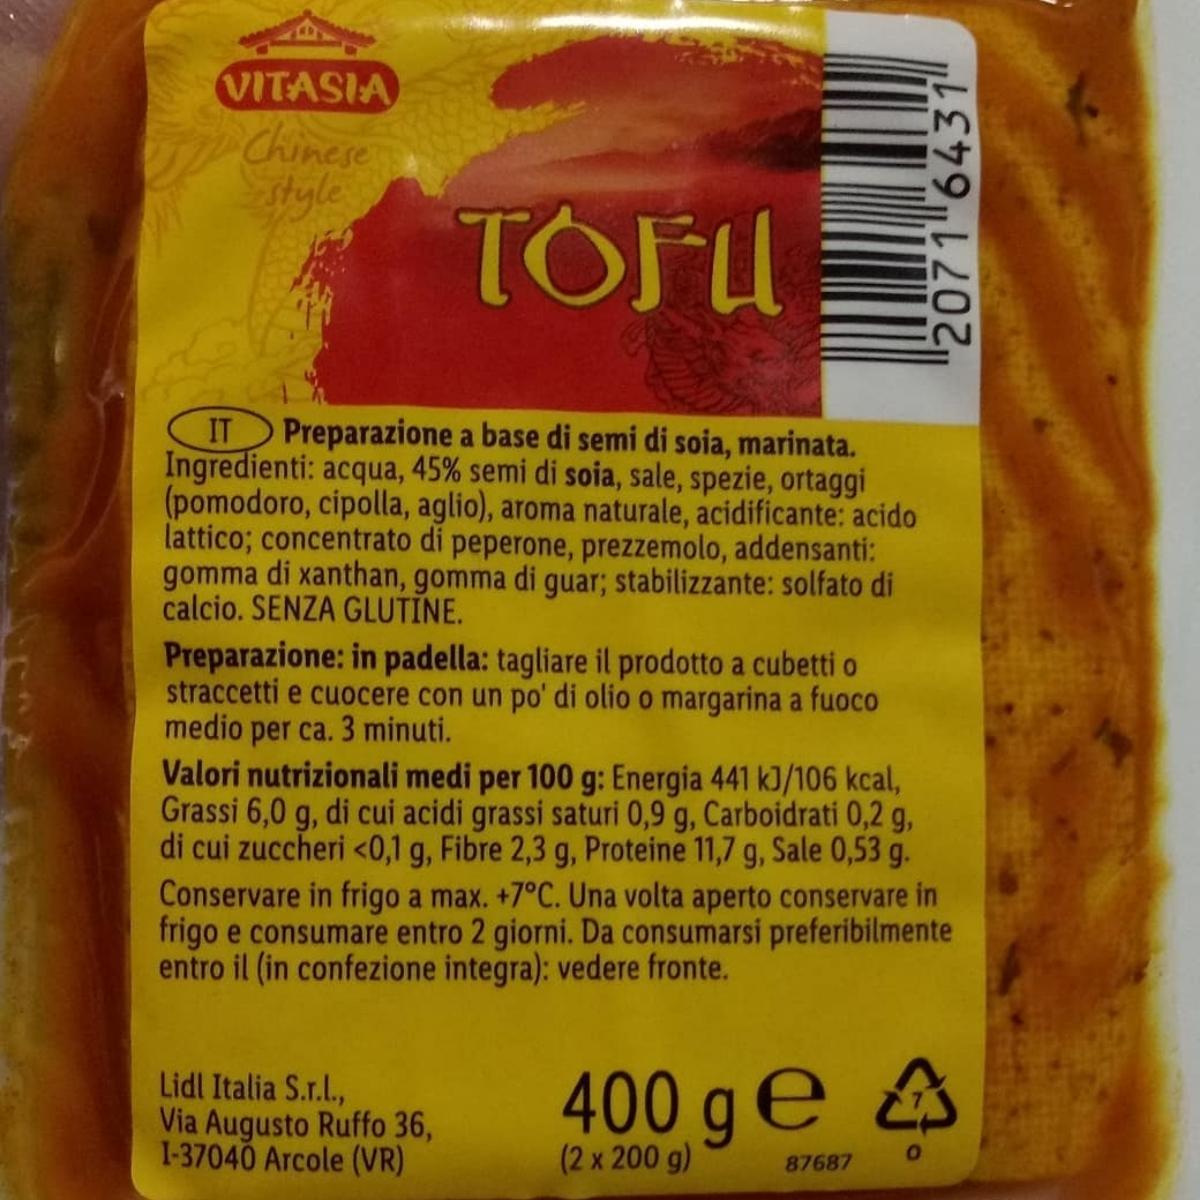 VITASIA
Chinese
style
TOFU
2071 6431
IT Preparazione a base di semi di soia, marinata.
Ingredienti: acqua, 45% semi di soia, sale, spezie, ortaggi
(pomodoro, cipolla, aglio), aroma naturale, acidificante: acido
lattico; concentrato di peperone, prezzemolo, addensanti:
gomma di xanthan, gomma di guar; stabilizzante: solfato di
calcio. SENZA GLUTINE.
Preparazione: in padella: tagliare il prodotto a cubetti o
straccetti e cuocere con un po' di olio o margarina a fuoco
medio per ca. 3 minuti.
Valori nutrizionali medi per 100 g: Energia 441 kJ/106 kcal,
Grassi 6,0 g, di cui acidi grassi saturi 0,9 g, Carboidrati 0,2 g,
di cui zuccheri <0,1 g, Fibre 2,3 g, Proteine 11,7 g, Sale 0,53 g.
Conservare in frigo a max. +7°C. Una volta aperto conservare in
frigo e consumare entro 2 giorni. Da consumarsi preferibilmente
entro il (in confezione integra): vedere fronte.
Lidl Italia S.r.l.,
Via Augusto Ruffo 36,
I-37040 Arcole (VR)
400 g e
(2 x 200 g)
87687
7
O